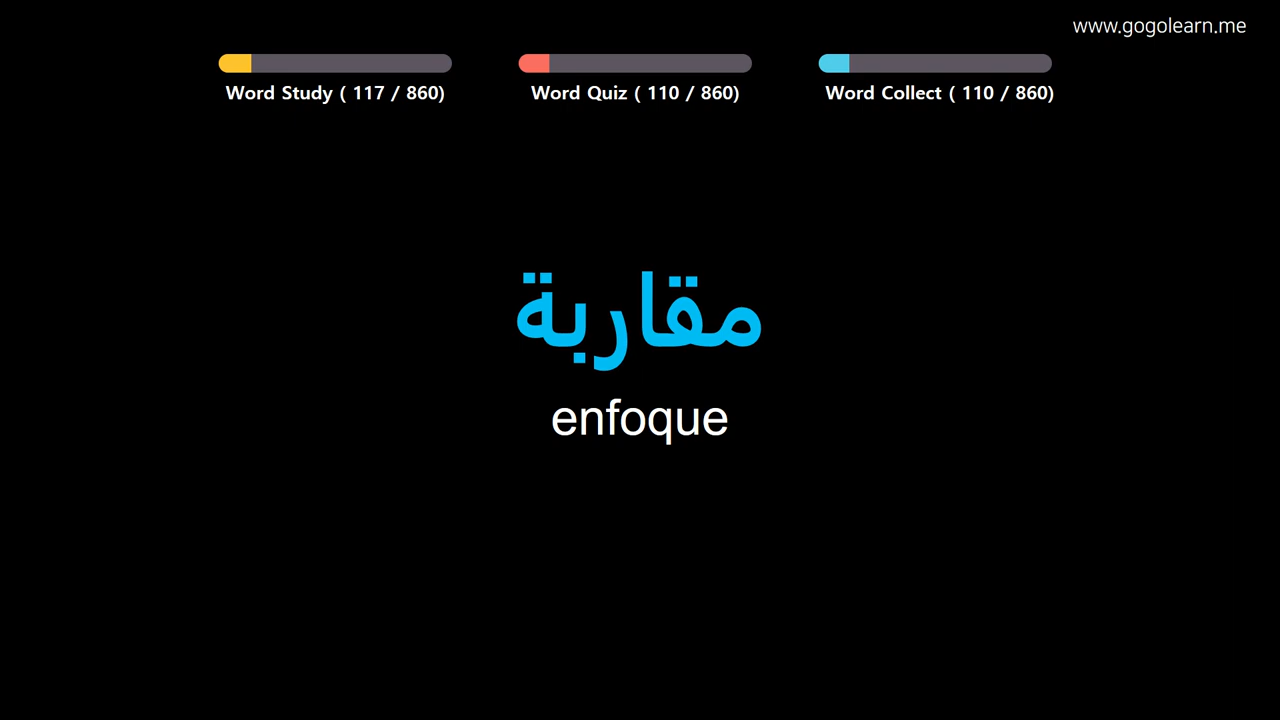 www.gogolearn.me
Word Study ( 117 / 860)
Word Quiz ( 110 / 860)
Word Collect ( 110 / 860)
مقاربة
enfoque